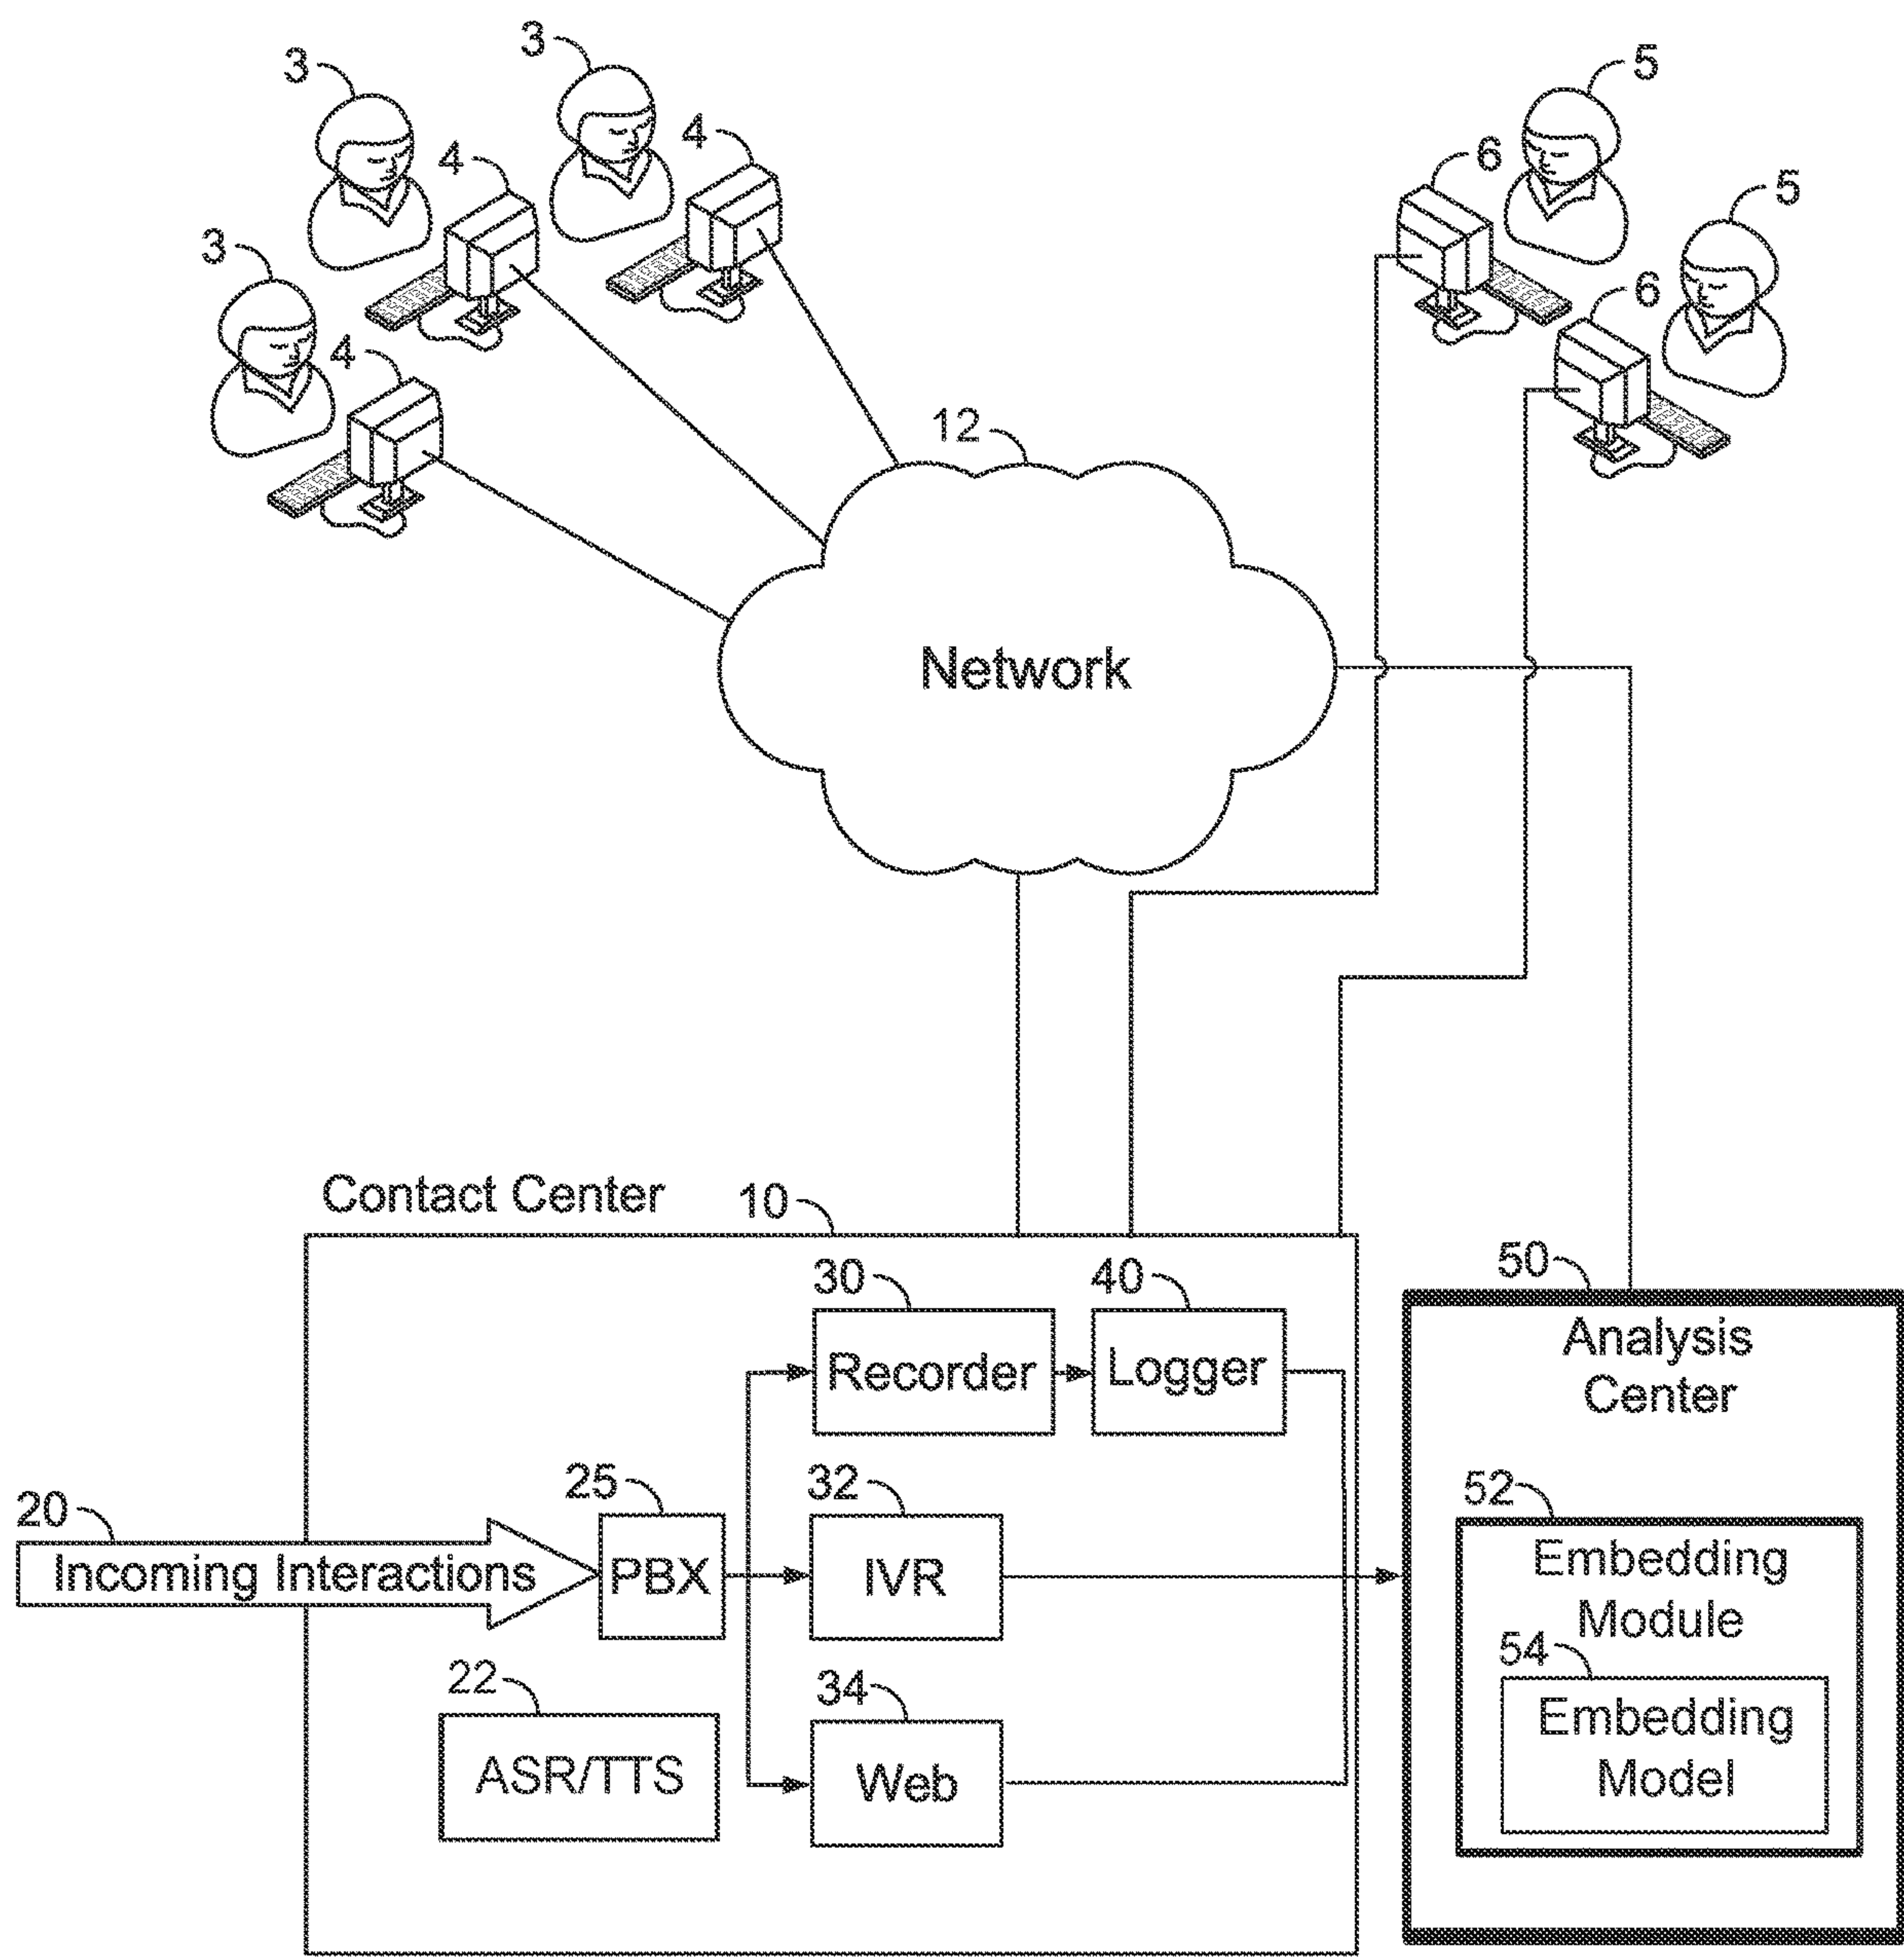 3
3
5
4
4
6
5
3
6
4
12
Network
Contact Center
10
30
40
50
Recorder
Logger
Analysis
Center
25
32
52
20
Incoming Interactions
PBX
IVR
Embedding
Module
22
34
54
ASR/TTS
Web
Embedding
Model